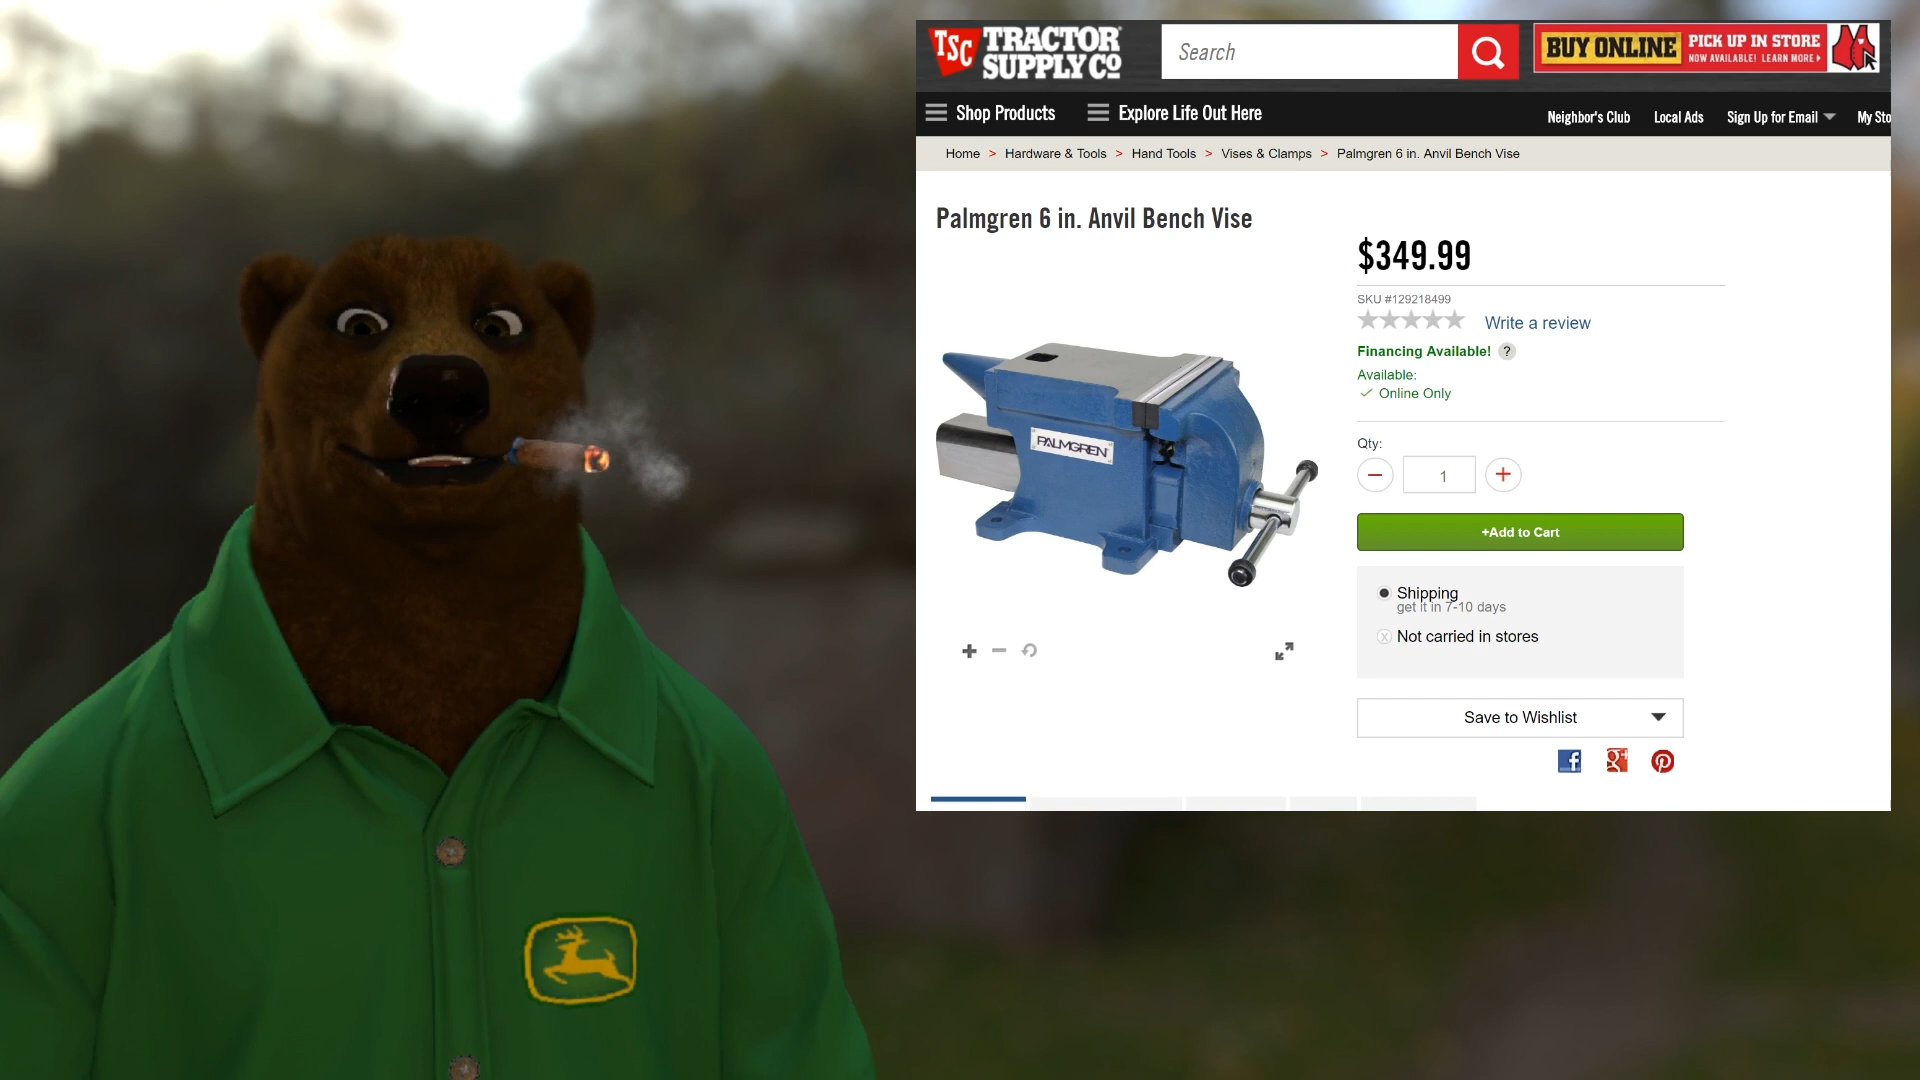 TSC TRACTOR
SUPPLY CO
Search
BUY ONLINE
PICK UP IN STORE
NOW AVAILABLE! LEARN MORE
Shop Products
Explore Life Out Here
Neighbor's Club
Local Ads
Sign Up for Email
My Sto
Home > Hardware & Tools > Hand Tools > Vises & Clamps > Palmgren 6 in. Anvil Bench Vise
Palmgren 6 in. Anvil Bench Vise
$349.99
SKU #129218499
Write a review
Financing Available! ?
Available:
Online Only
PALMGREN
Qty:
1
+Add to Cart
Shipping
get it in 7-10 days
Not carried in stores
Save to Wishlist